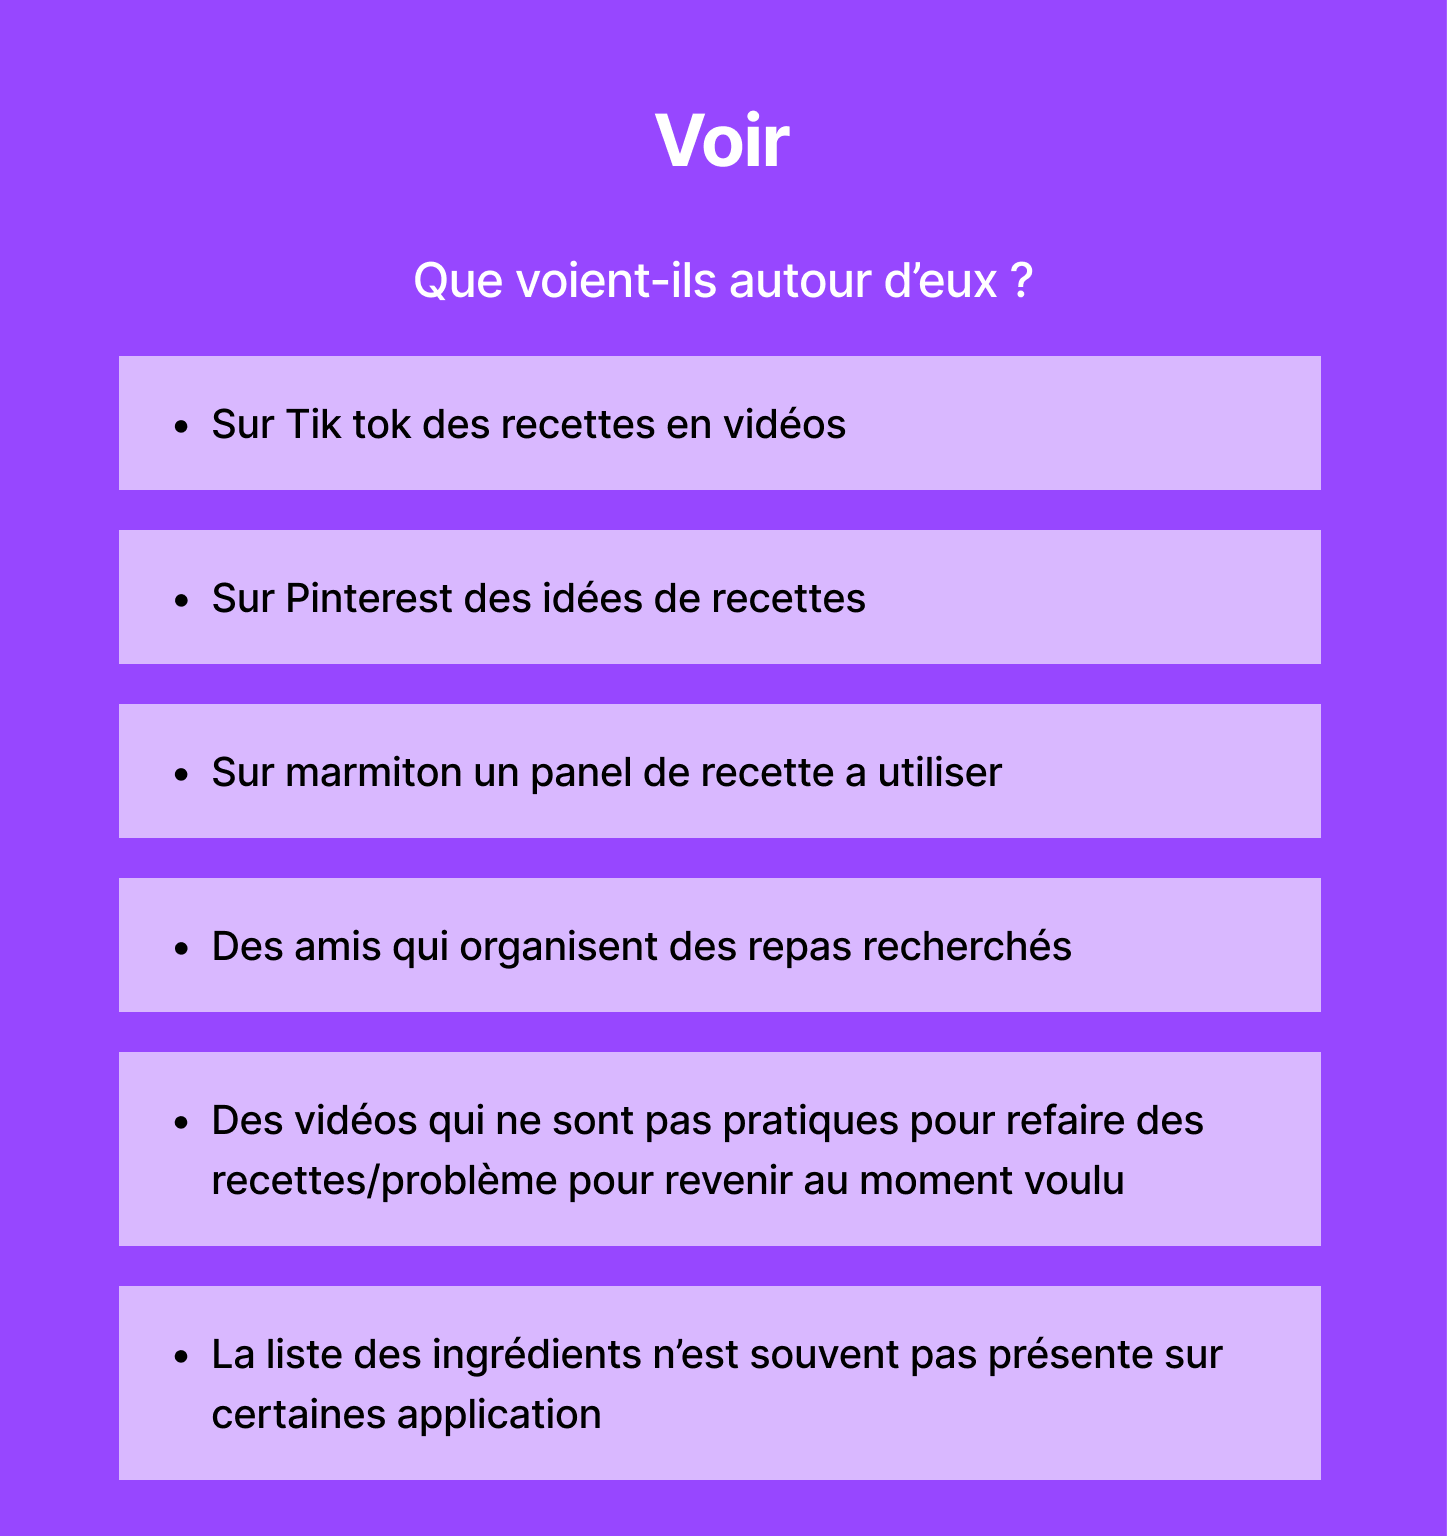 Voir
Que voient-ils autour d’eux ?
• Sur Tik tok des recettes en vidéos
• Sur Pinterest des idées de recettes
• Sur marmiton un panel de recette a utiliser
• Des amis qui organisent des repas recherchés
• Des vidéos qui ne sont pas pratiques pour refaire des
recettes/problème pour revenir au moment voulu
• La liste des ingrédients n’est souvent pas présente sur
certaines application